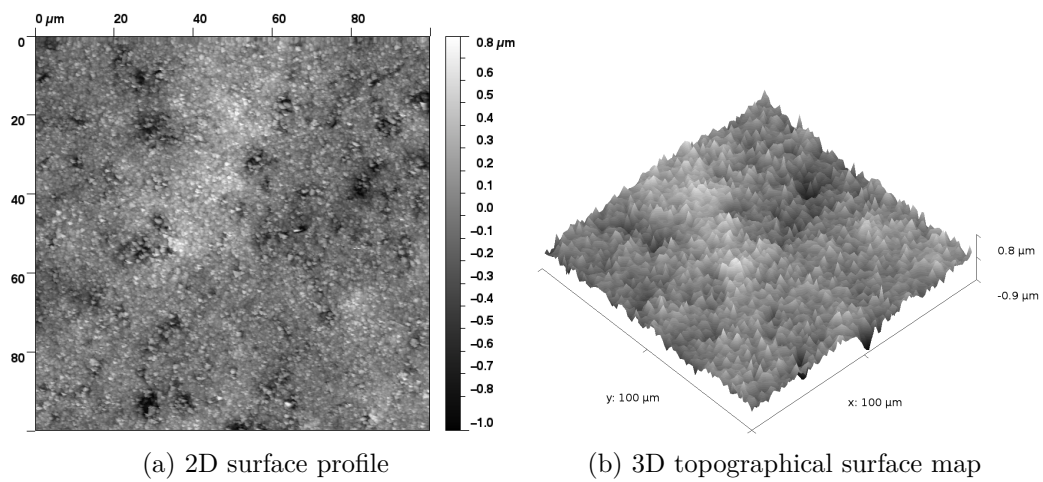 0 µm 20 40 60 80
0
20
40
60
80
0.8 µm
0.6
0.5
0.4
0.3
0.2
0.1
0.0
−0.1
−0.2
−0.3
−0.4
−0.5
−0.6
−0.7
−0.8
−1.0
0.8 µm
-0.9 µm
y: 100 µm
x: 100 µm
(a) 2D surface profile
(b) 3D topographical surface map